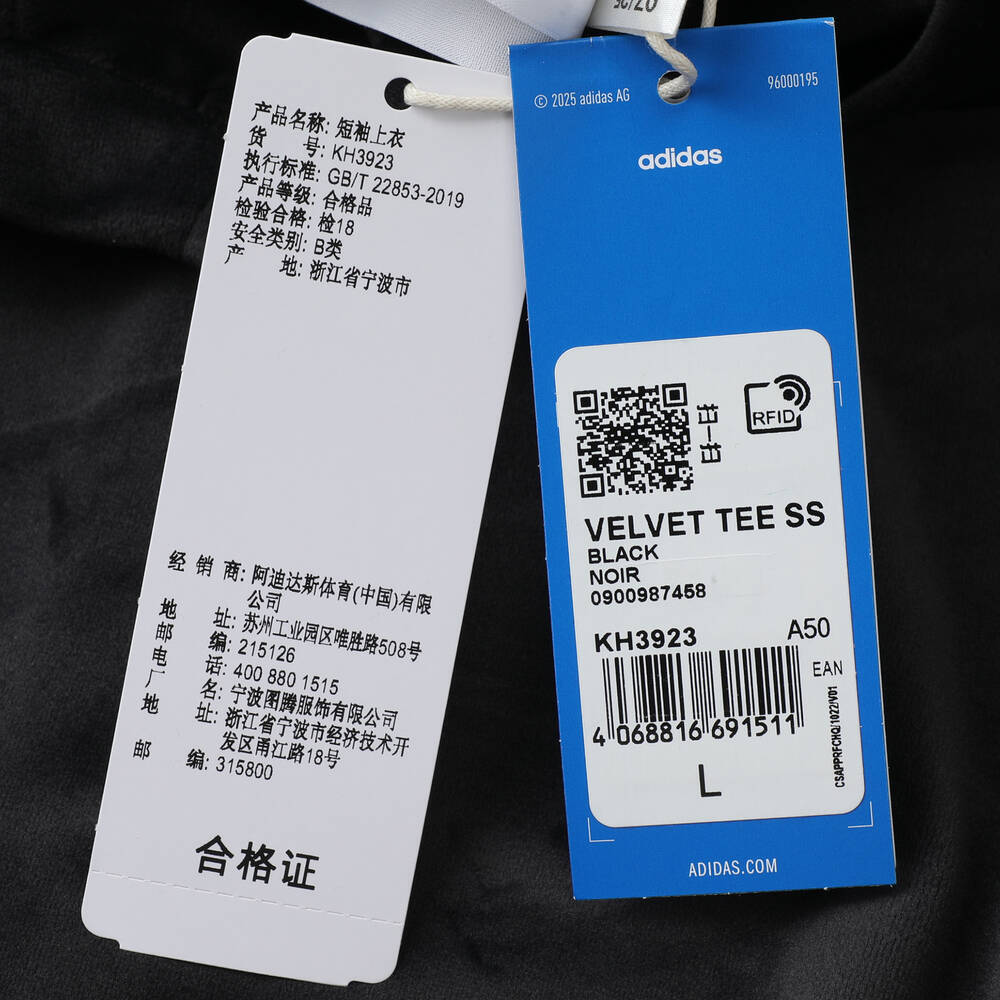 产品名称: 短袖上衣
货 号: KH3923
执行标准: GB/T 22853-2019
产品等级: 合格品
检验合格: 检18
安全类别: B类
产 地: 浙江省宁波市
经 销 商: 阿迪达斯体育(中国)有限
公司
地 址: 苏州工业园区唯胜路508号
邮 编: 215126
电 话: 400 880 1515
厂 名: 宁波图腾服饰有限公司
地 址: 浙江省宁波市经济技术开
发区甬江路18号
邮 编: 315800
合格证
07/25
© 2025 adidas AG
96000195
adidas
RFID
VELVET TEE SS
BLACK
NOIR
0900987458
KH3923
A50
EAN
4 068816 691511
CSAPPRFCHQ/1022/V01
L
ADIDAS.COM